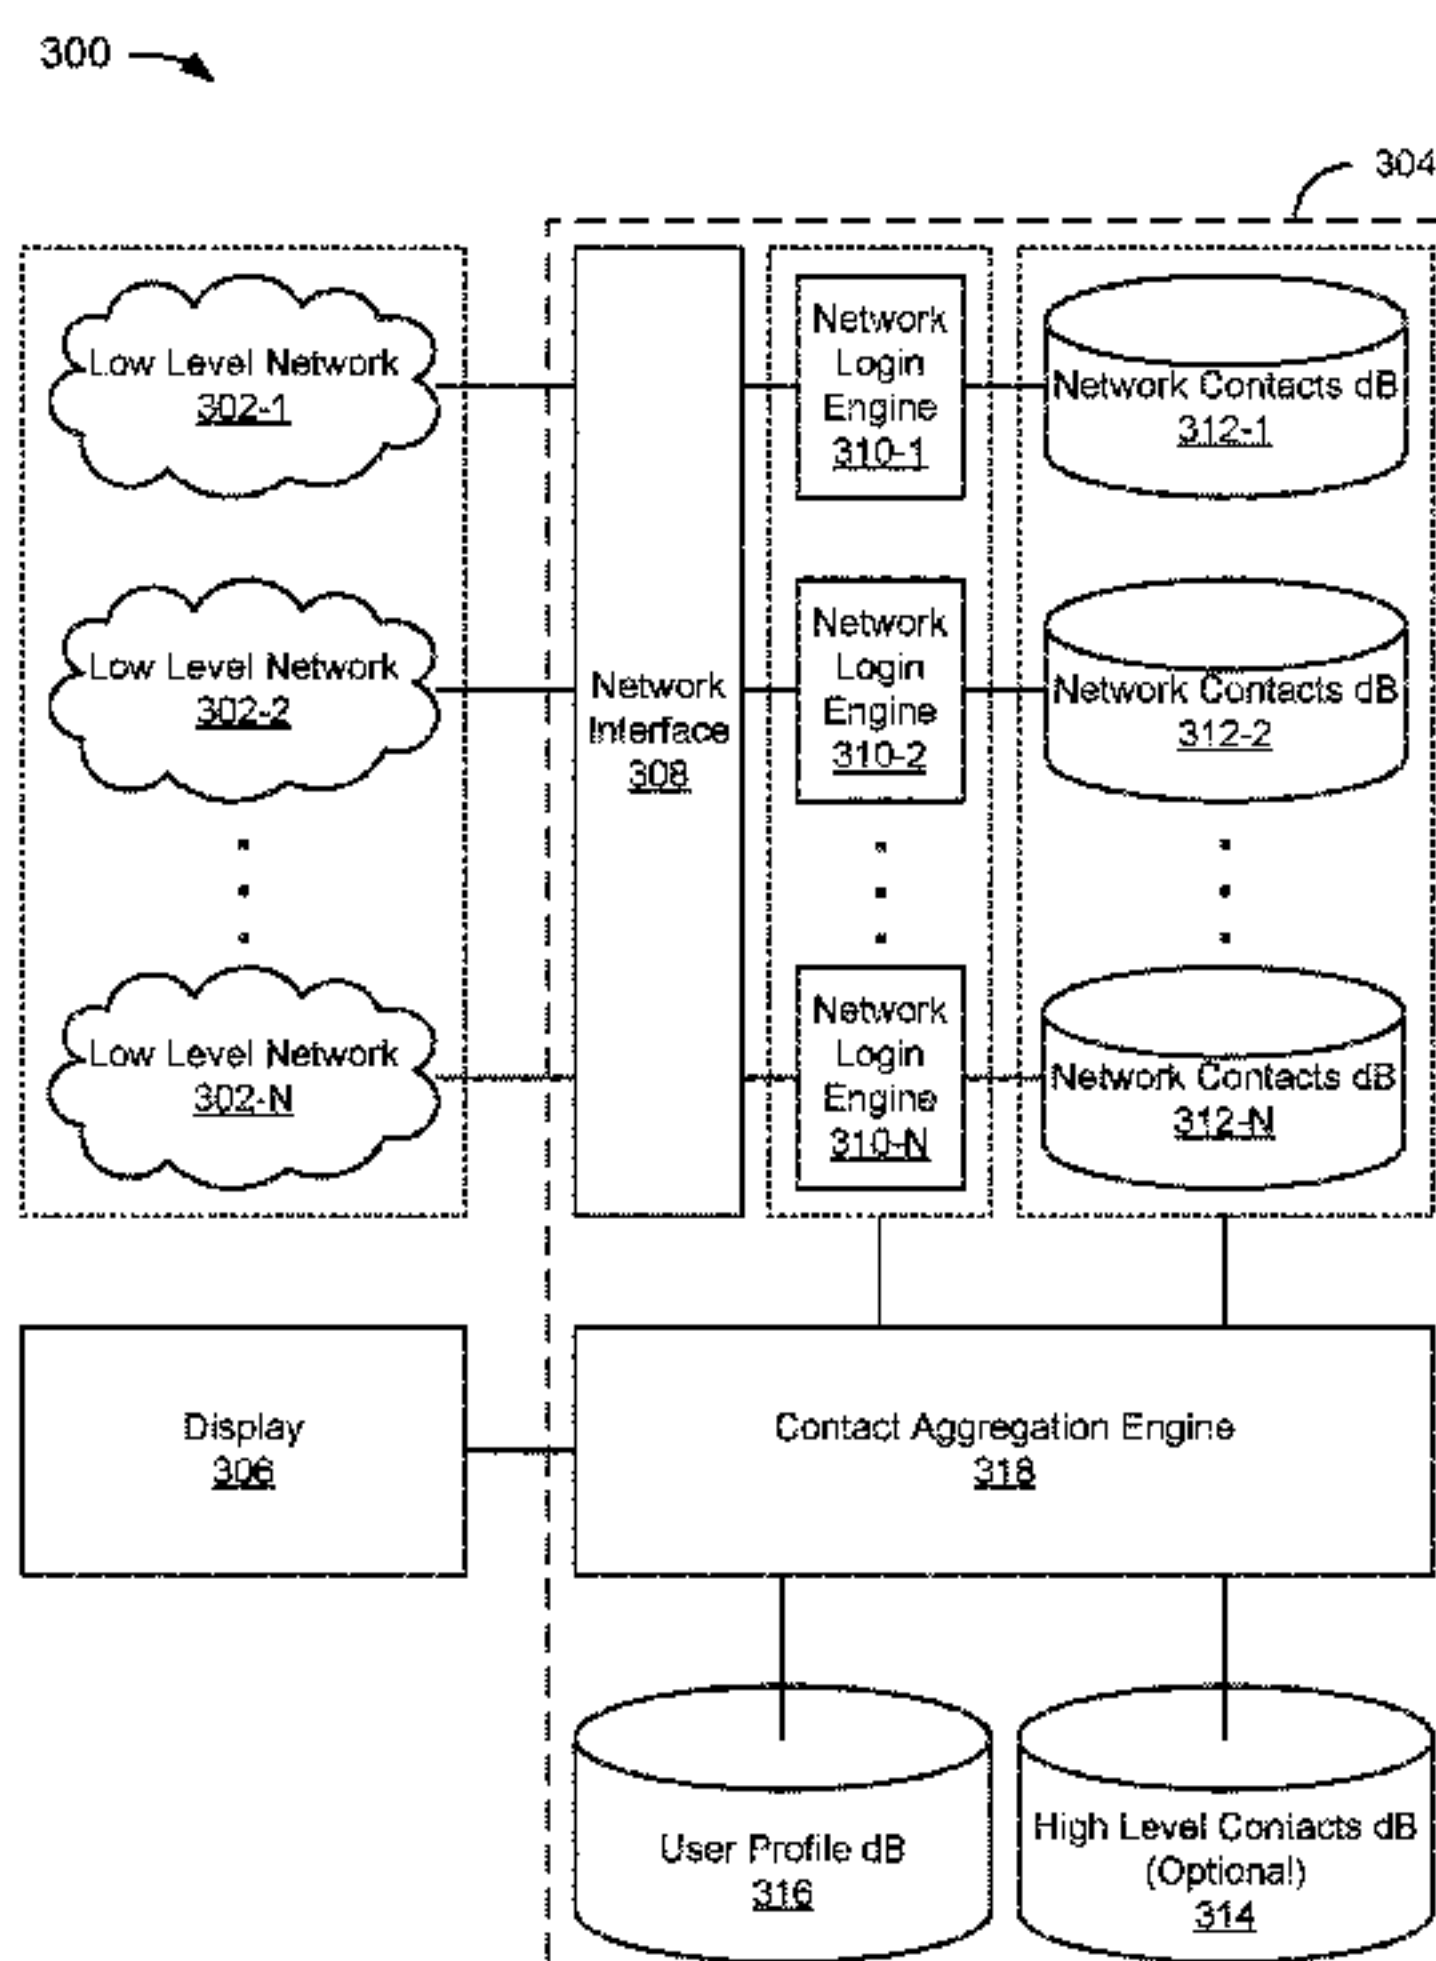 300
304
Low Level Network
302-1
Network
Login
Engine
310-1
Network Contacts dB
312-1
Low Level Network
302-2
Network
Interface
308
Network
Login
Engine
310-2
Network Contacts dB
312-2
Low Level Network
302-N
Network
Login
Engine
310-N
Network Contacts dB
312-N
Display
306
Contact Aggregation Engine
318
User Profile dB
316
High Level Contacts dB
(Optional)
314